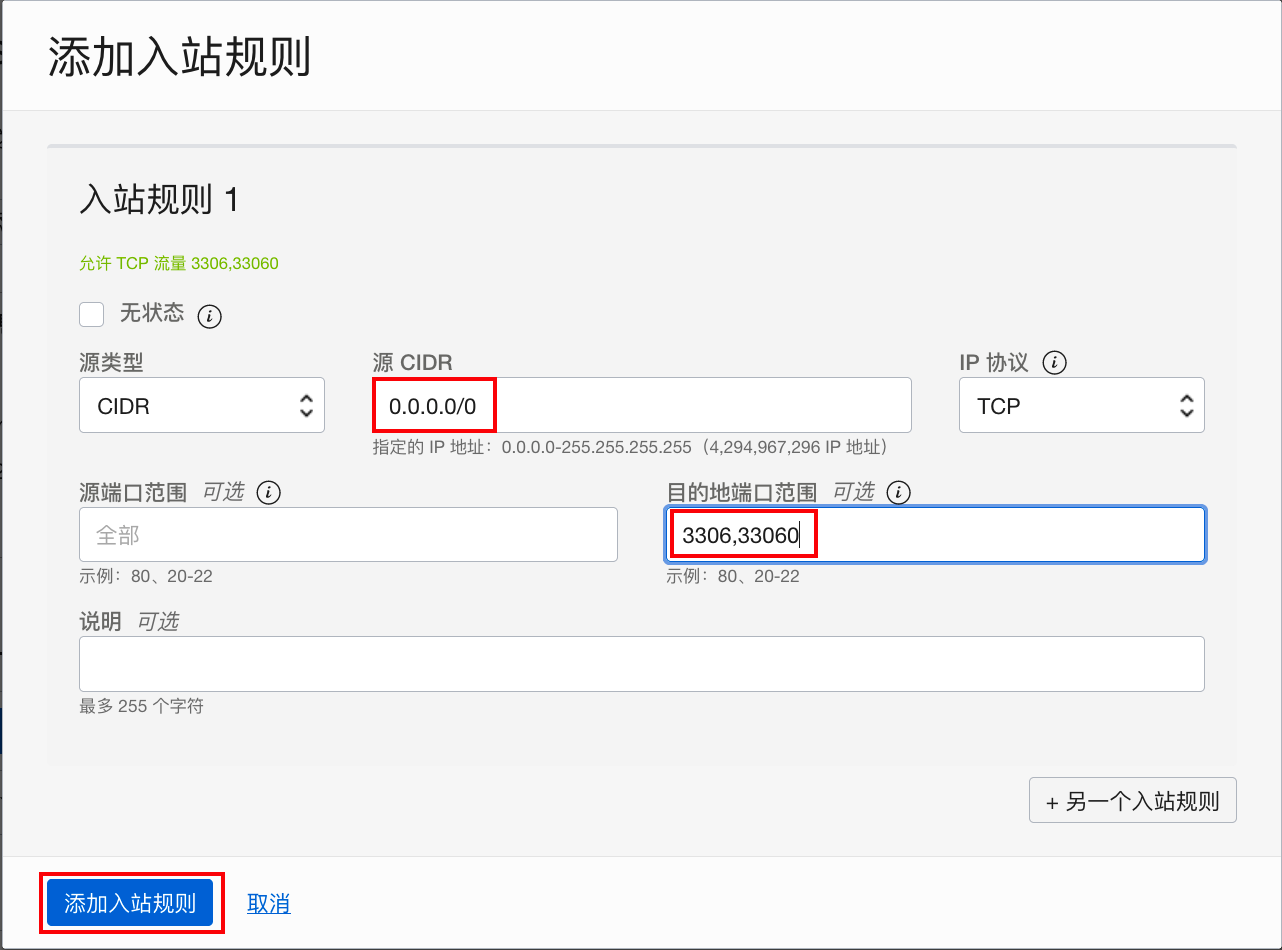 添加入站规则
入站规则 1
允许 TCP 流量 3306,33060
无状态
源类型
源 CIDR
IP 协议
CIDR
0.0.0.0/0
TCP
指定的 IP 地址：0.0.0.0-255.255.255.255（4,294,967,296 IP 地址）
源端口范围 可选
目的地端口范围 可选
全部
3306,33060
示例：80、20-22
示例：80、20-22
说明 可选
最多 255 个字符
+ 另一个入站规则
添加入站规则
取消